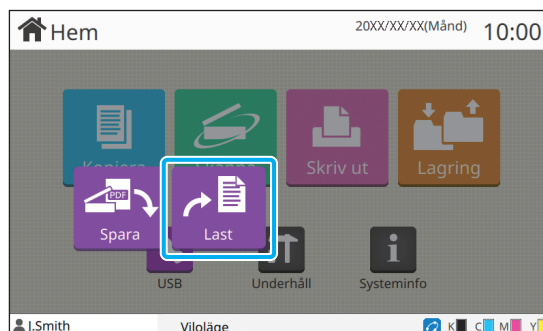 Hem
20XX/XX/XX(Månd)
10:00
Kopiera
Skriv ut
Lagring
PDF
Spara
Last
USB
Underhåll
Systeminfo
J.Smith
Viloläge
K C M Y